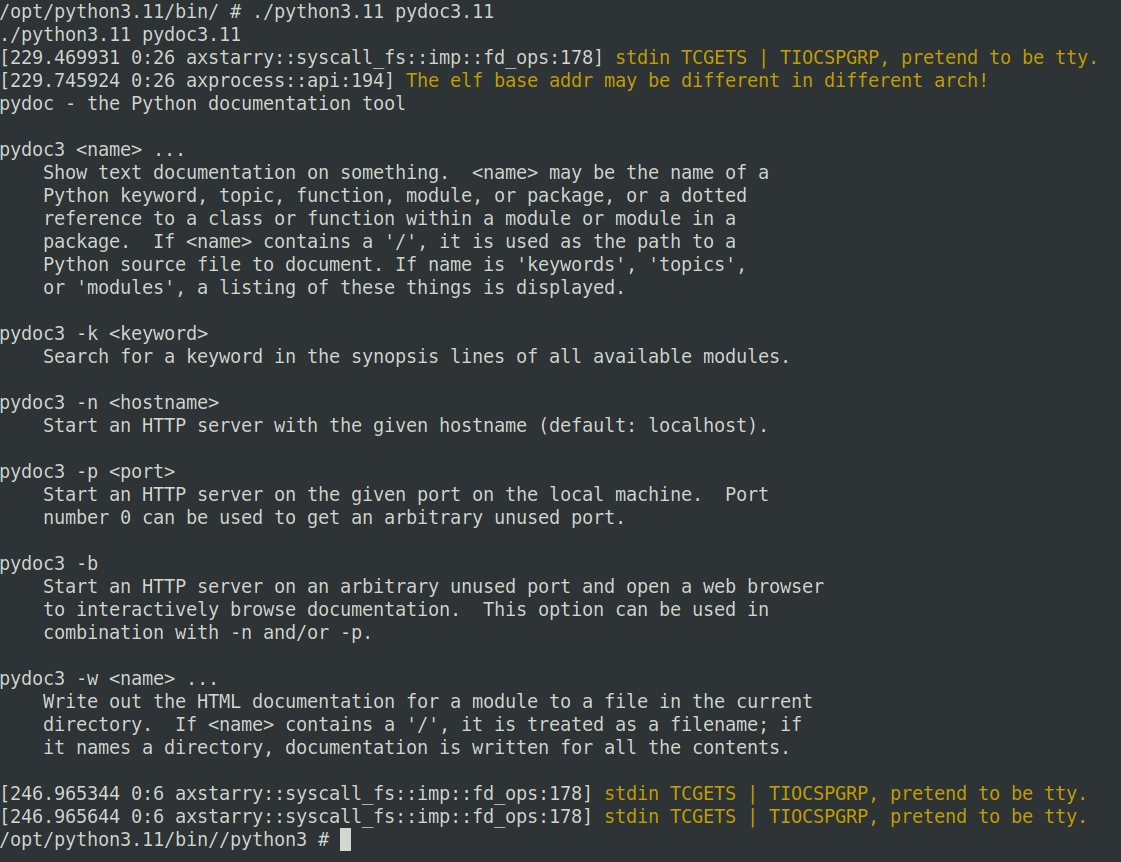 /opt/python3.11/bin/ # ./python3.11 pydoc3.11
./python3.11 pydoc3.11
[229.469931 0:26 axstarry::syscall_fs::imp::fd_ops:178] stdin TCGETS | TIOCSPGRP, pretend to be tty.
[229.745924 0:26 axprocess::api:194] The elf base addr may be different in different arch!
pydoc - the Python documentation tool

pydoc3 <name> ...
    Show text documentation on something.  <name> may be the name of a
    Python keyword, topic, function, module, or package, or a dotted
    reference to a class or function within a module or module in a
    package.  If <name> contains a '/', it is used as the path to a
    Python source file to document. If name is 'keywords', 'topics',
    or 'modules', a listing of these things is displayed.

pydoc3 -k <keyword>
    Search for a keyword in the synopsis lines of all available modules.

pydoc3 -n <hostname>
    Start an HTTP server with the given hostname (default: localhost).

pydoc3 -p <port>
    Start an HTTP server on the given port on the local machine.  Port
    number 0 can be used to get an arbitrary unused port.

pydoc3 -b
    Start an HTTP server on an arbitrary unused port and open a web browser
    to interactively browse documentation.  This option can be used in
    combination with -n and/or -p.

pydoc3 -w <name> ...
    Write out the HTML documentation for a module to a file in the current
    directory.  If <name> contains a '/', it is treated as a filename; if
    it names a directory, documentation is written for all the contents.

[246.965344 0:6 axstarry::syscall_fs::imp::fd_ops:178] stdin TCGETS | TIOCSPGRP, pretend to be tty.
[246.965644 0:6 axstarry::syscall_fs::imp::fd_ops:178] stdin TCGETS | TIOCSPGRP, pretend to be tty.
/opt/python3.11/bin//python3 #